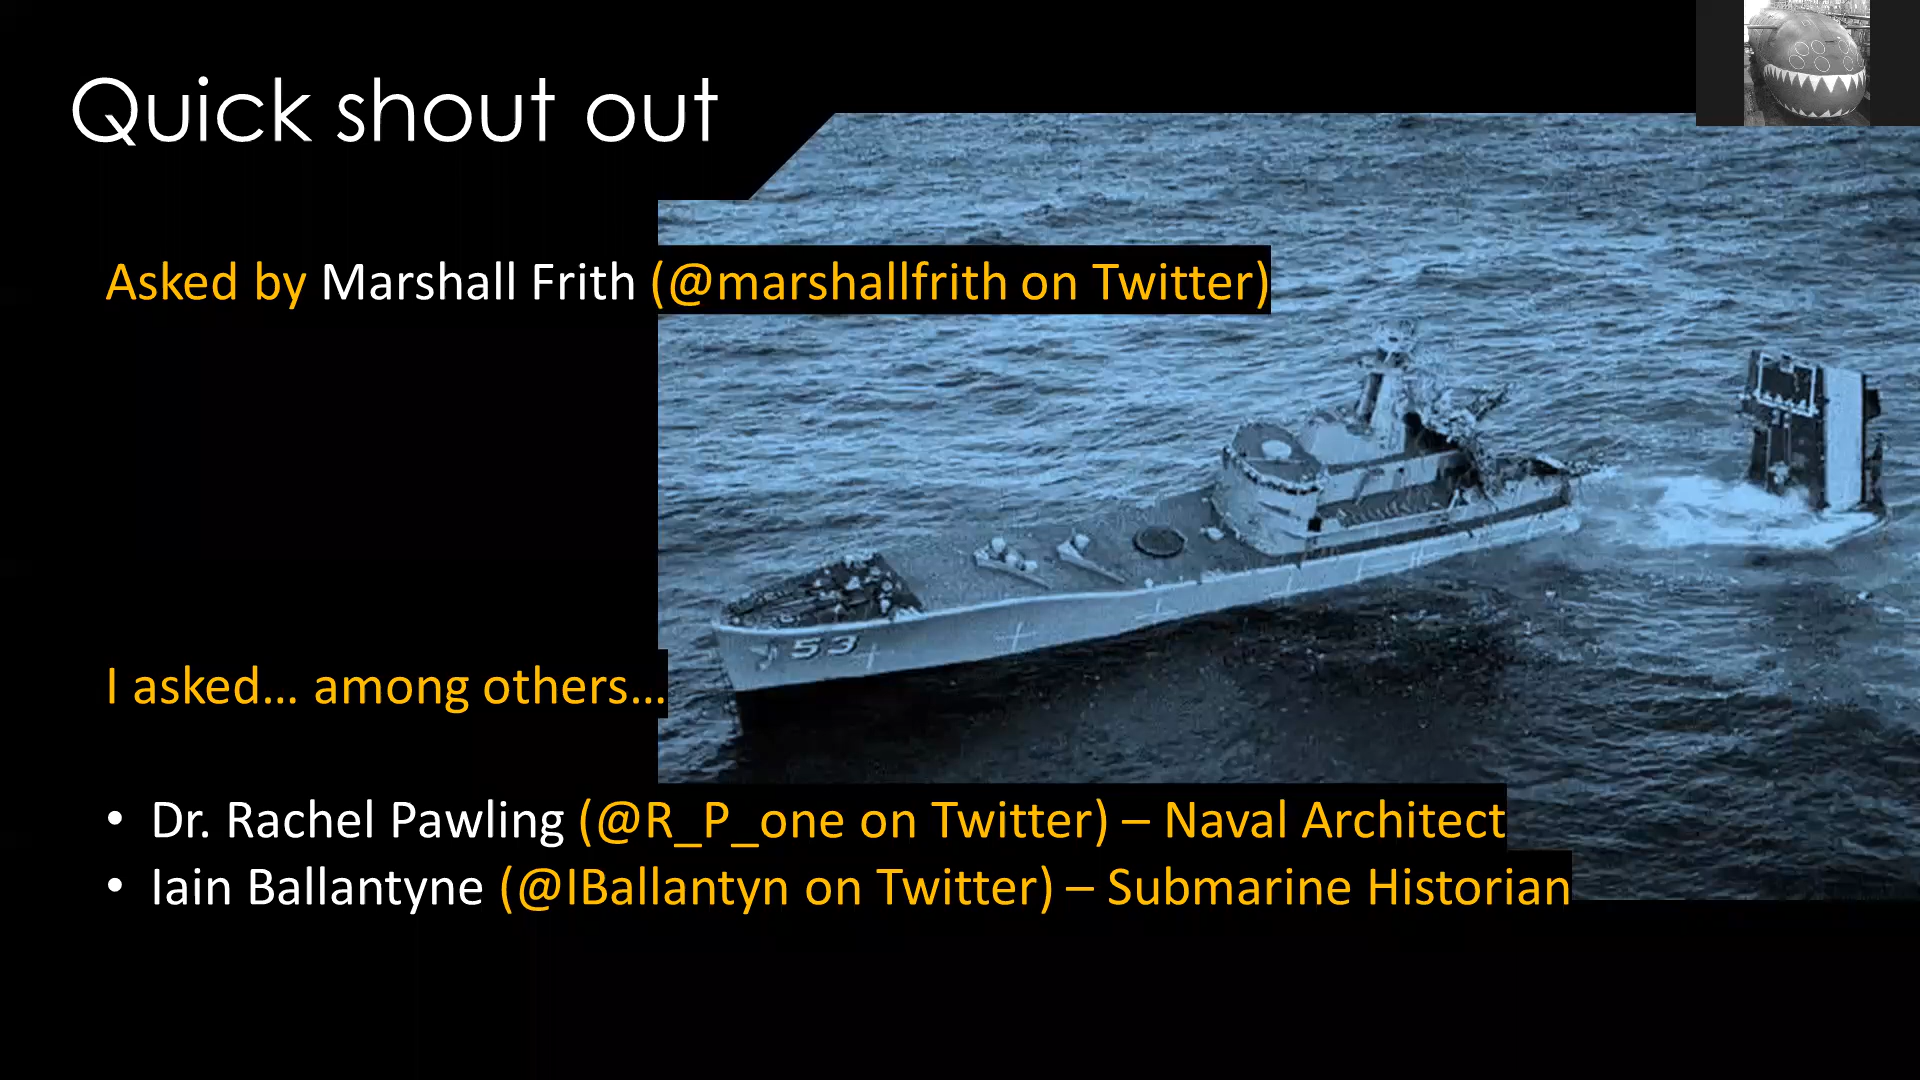 Quick shout out
Asked by Marshall Frith (@marshallfrith on Twitter)
53
I asked... among others...
• Dr. Rachel Pawling (@R_P_one on Twitter) – Naval Architect
• Iain Ballantyne (@IBallantyn on Twitter) – Submarine Historian